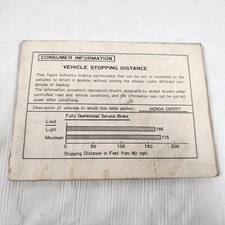 CONSUMER INFORMATION
VEHICLE STOPPING DISTANCE
This figure indicates braking performance that can be met or exceeded by the
vehicles to which it applies, without locking the wheels under different con-
ditions of loading.
The information presented represents results obtainable by skilled drivers under
controlled road and vehicle conditions, and the information may not be correct
under other conditions.
Description of vehicles to which this table applies: HONDA
Fully Operational Service Brake
Load
Light 166
Maximum 175
0 50 100 150 200
Stopping Distance in Feet from 60 mph.